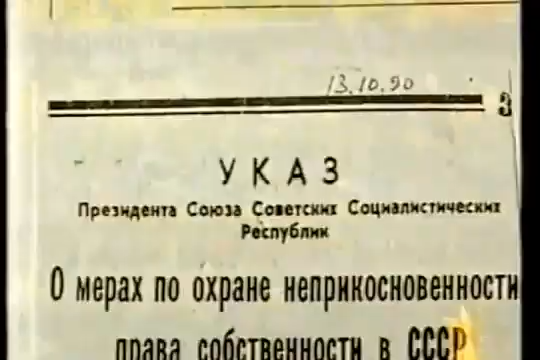 13.10.90
3
УКАЗ
Президента Союза Советских Социалистических
Республик
О мерах по охране неприкосновенности
права собственности в СССР